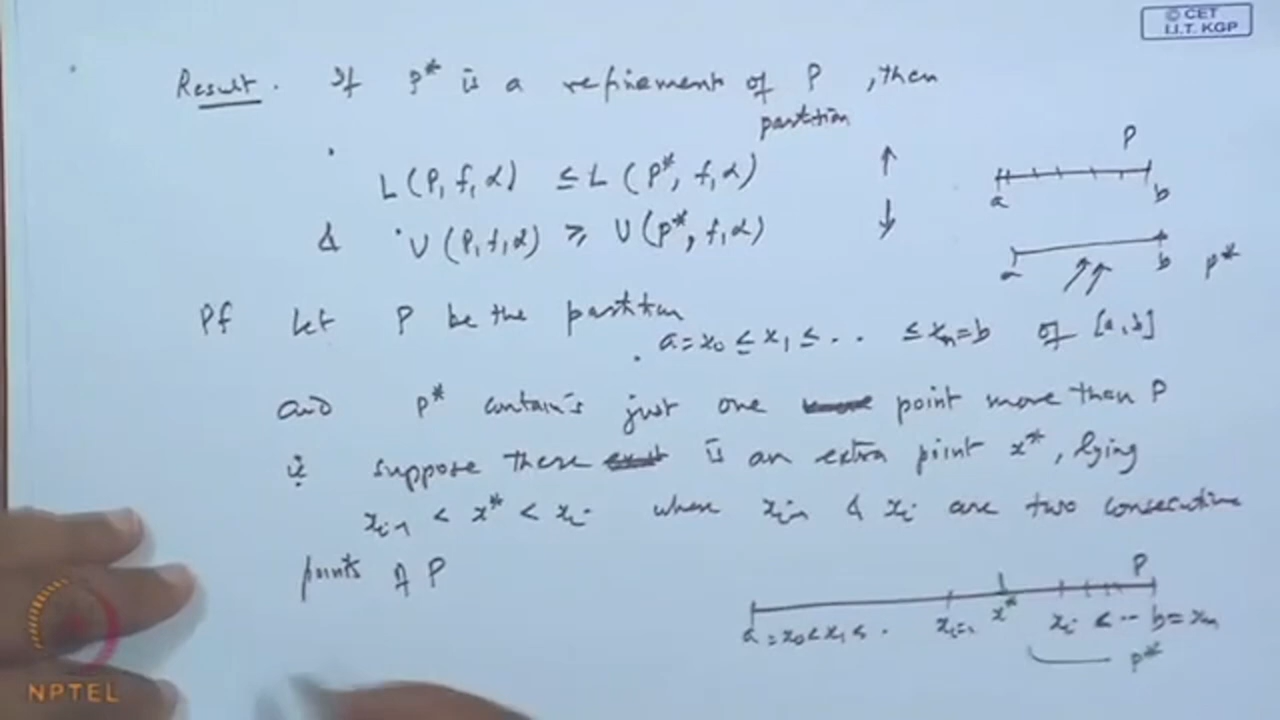 © CET
I.I.T. KGP
Result. If P* is a refinement of P, then
partition
L(P, f, α) ≤ L(P*, f, α)
& U(P, f, α) ≥ U(P*, f, α)
P
a b
a b P*
Pf Let P be the partition
a = x₀ ≤ x₁ ≤ . . . ≤ xₙ = b of [a, b]
and P* contain's just one point more than P
ie suppose there is an extra point x*, lying
xᵢ₋₁ < x* < xᵢ where xᵢ₋₁ & xᵢ are two consecutive
points of P
P
a = x₀ < x₁ < . xᵢ₋₁ x* xᵢ < -- b = xₙ
P*
NPTEL